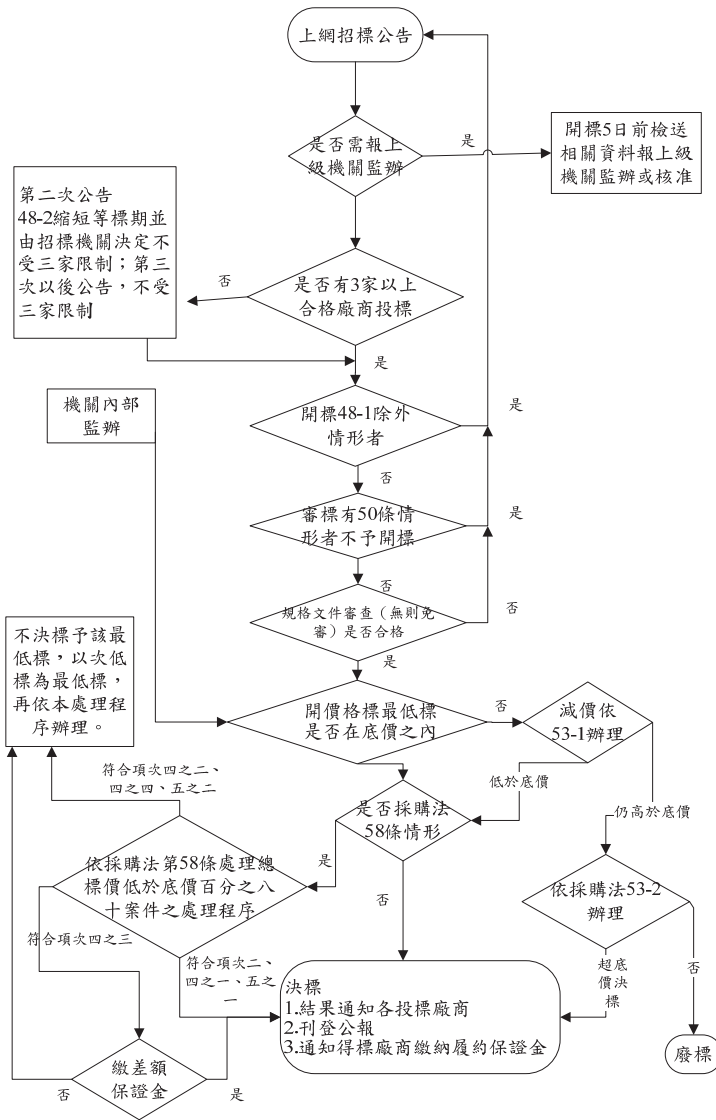 上網招標公告
是否需報上
級機關監辦
是
開標5日前檢送
相關資料報上級
機關監辦或核准
第二次公告
48-2縮短等標期並
由招標機關決定不
受三家限制；第三
次以後公告，不受
三家限制
否
是否有3家以上
合格廠商投標
是
機關內部
監辦
開標48-1除外
情形者
是
否
審標有50條情
形者不予開標
是
否
規格文件審查（無則免
審）是否合格
否
是
不決標予該最
低標，以次低
標為最低標，
再依本處理程
序辦理。
開價格標最低標
是否在底價之內
否
減價依
53-1辦理
低於底價
仍高於底價
符合項次四之二、
四之四、五之二
是否採購法
58條情形
是
否
依採購法第58條處理總
標價低於底價百分之八
十案件之處理程序
依採購法53-2
辦理
符合項次四之三
符合項次二、
四之一、五之
一
超底
價決
標
否
決標
1.結果通知各投標廠商
2.刊登公報
3.通知得標廠商繳納履約保證金
廢標
繳差額
保證金
否
是